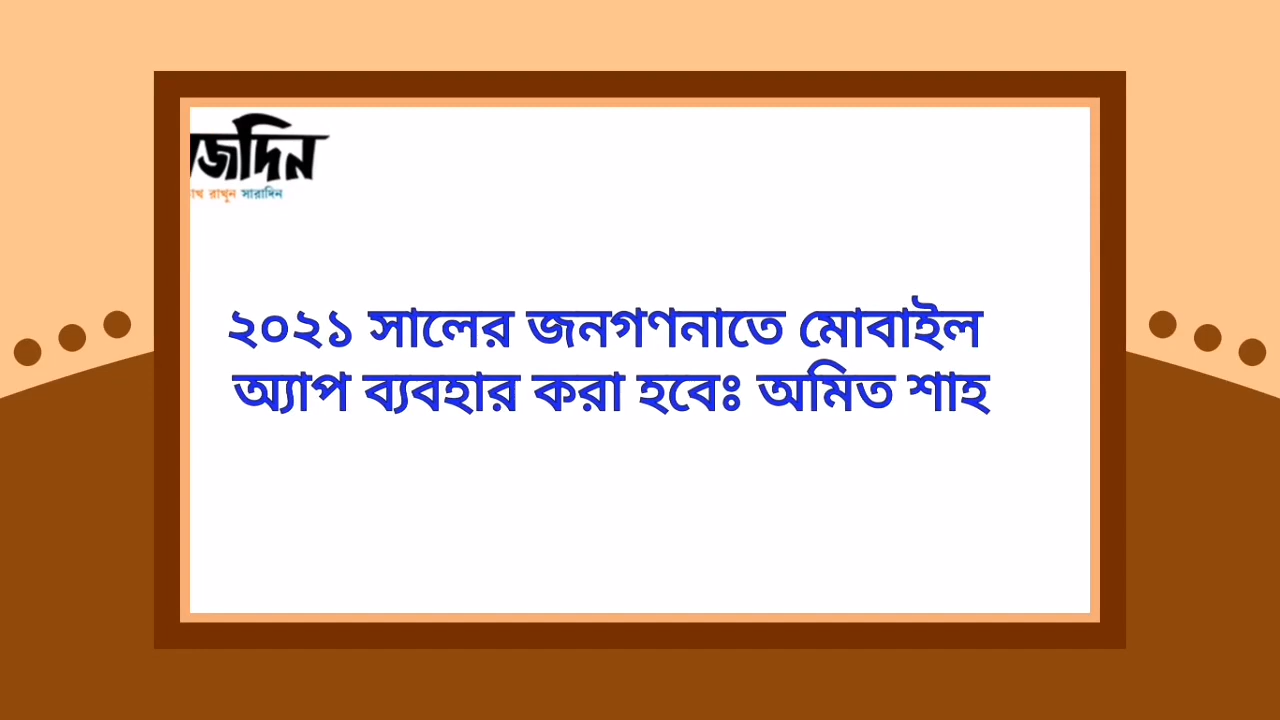 জদিন
রাখুন সারাদিন
২০২১ সালের জনগণনাতে মোবাইল
অ্যাপ ব্যবহার করা হবেঃ অমিত শাহ